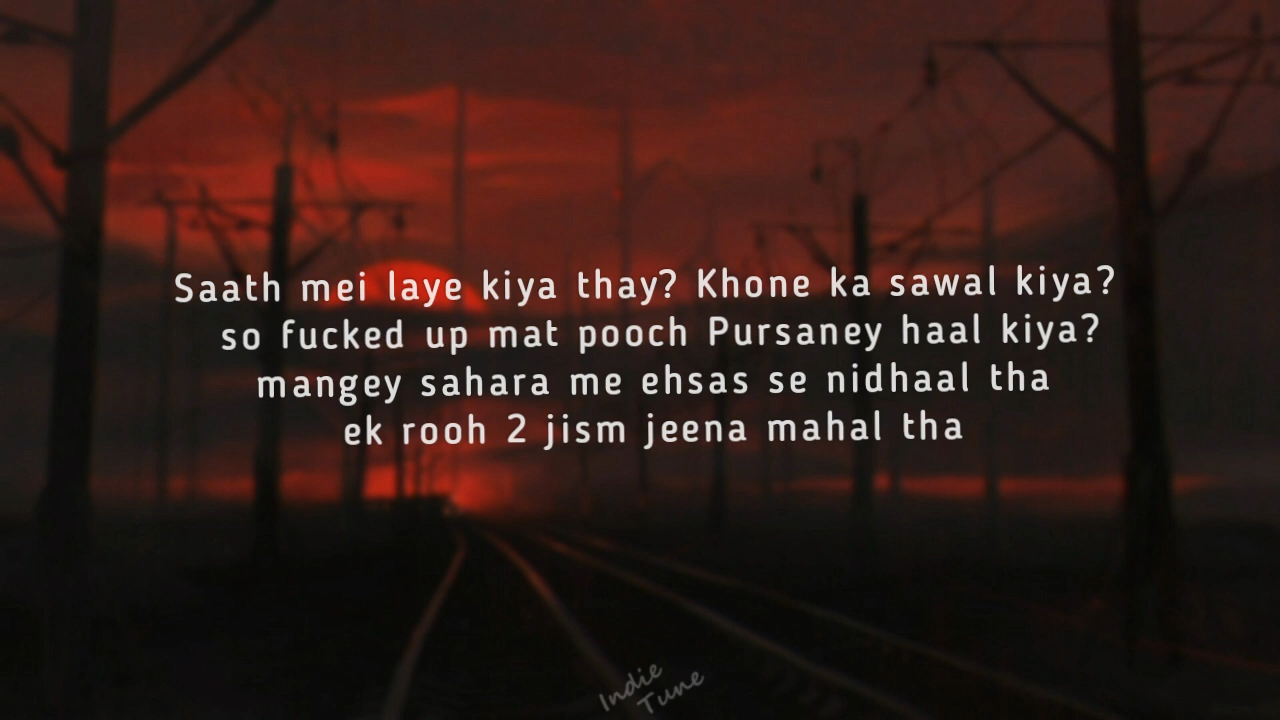 Saath mei laye kiya thay? Khone ka sawal kiya?
so fucked up mat pooch Pursaney haal kiya?
mangey sahara me ehsas se nidhaal tha
ek rooh 2 jism jeena mahal tha
Indie
Tune